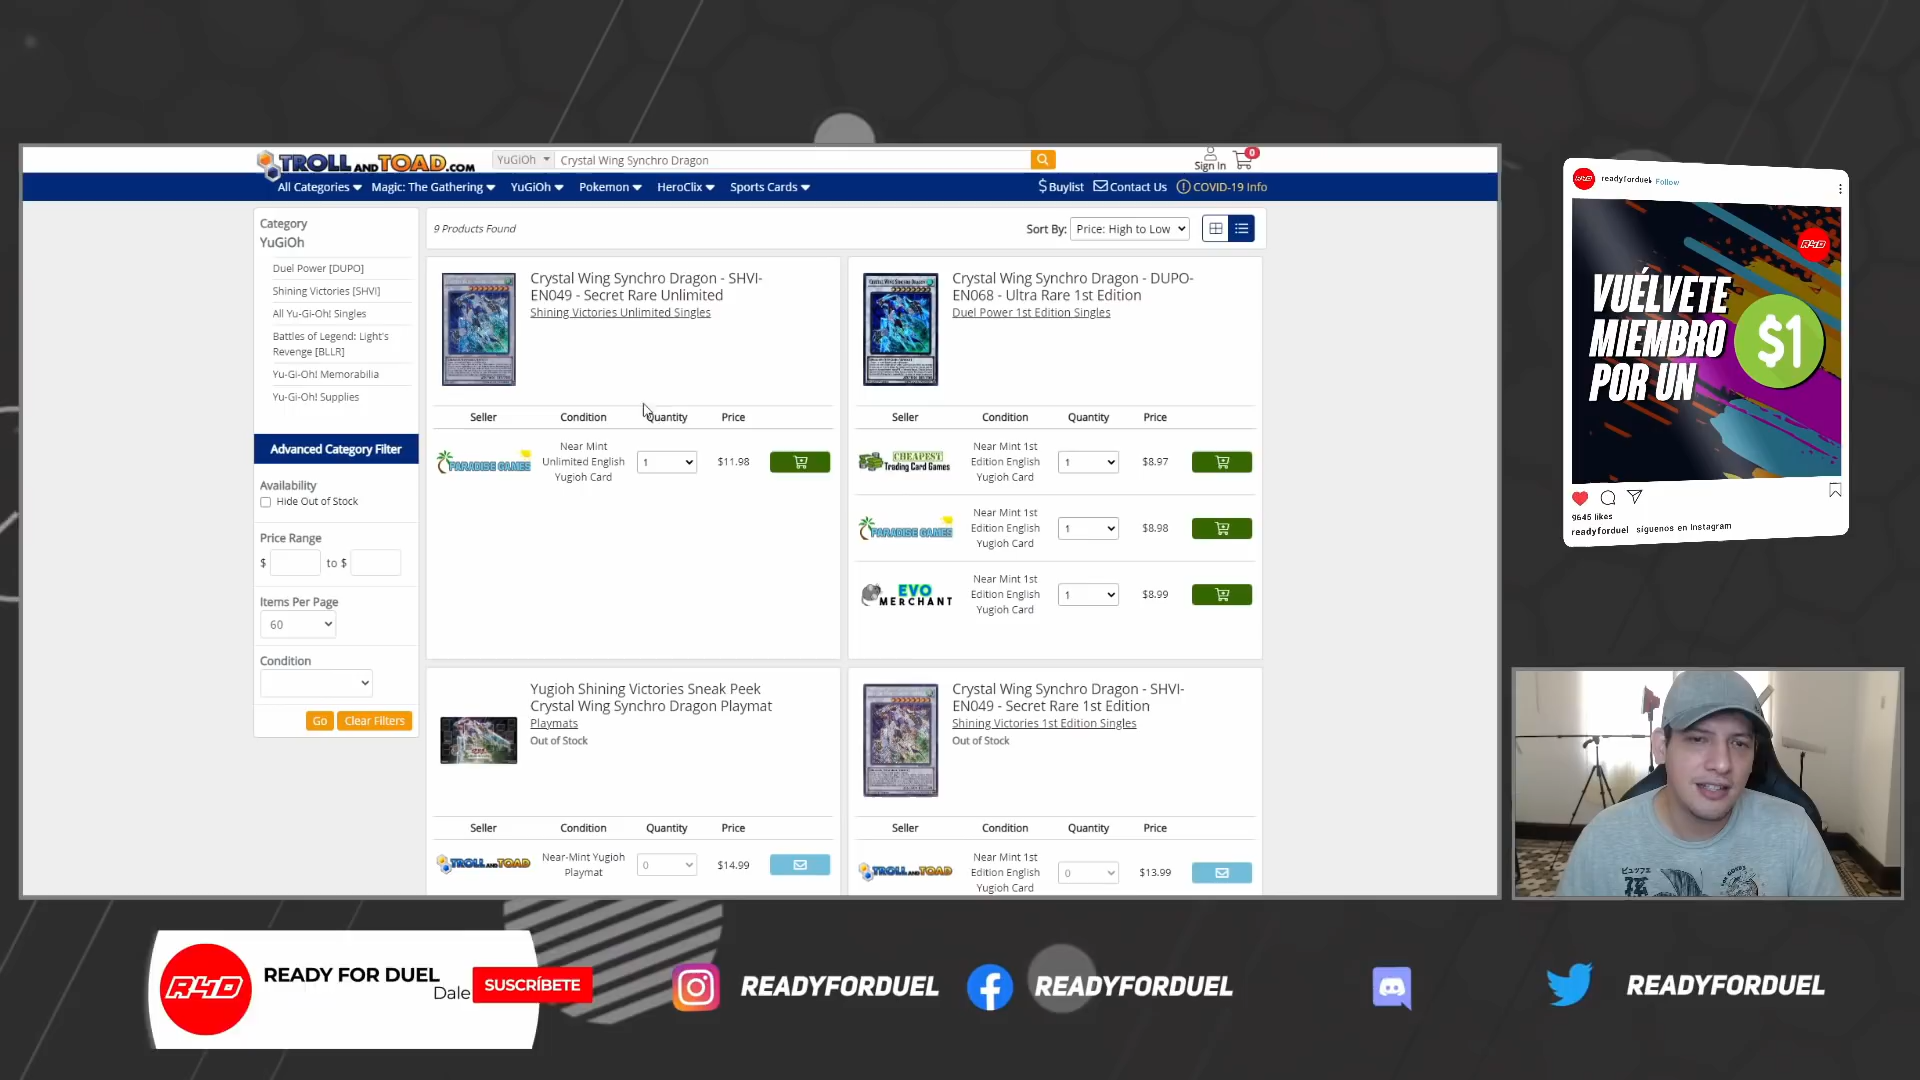 TROLL AND TOAD.COM
YuGiOh
Crystal Wing Synchro Dragon
Sign In
0
All Categories
Magic: The Gathering
YuGiOh
Pokemon
HeroClix
Sports Cards
$Buylist
Contact Us
COVID-19 Info
Category
YuGiOh
Duel Power [DUPO]
Shining Victories [SHVI]
All Yu-Gi-Oh! Singles
Battles of Legend: Light's
Revenge [BLLR]
Yu-Gi-Oh! Memorabilia
Yu-Gi-Oh! Supplies
Advanced Category Filter
Availability
Hide Out of Stock
Price Range
$ to $
Items Per Page
60
Condition
Go
Clear Filters
9 Products Found
Sort By:
Price: High to Low
Crystal Wing Synchro Dragon - SHVI-
EN049 - Secret Rare Unlimited
Shining Victories Unlimited Singles
Seller Condition Quantity Price
PARADISE GAMES
Near Mint
Unlimited English
Yugioh Card
1
$11.98
Crystal Wing Synchro Dragon - DUPO-
EN068 - Ultra Rare 1st Edition
Duel Power 1st Edition Singles
Seller Condition Quantity Price
CHEAPEST
Trading Card Games
Near Mint 1st
Edition English
Yugioh Card
1
$8.97
PARADISE GAMES
Near Mint 1st
Edition English
Yugioh Card
1
$8.98
EVO
MERCHANT
Near Mint 1st
Edition English
Yugioh Card
1
$8.99
Yugioh Shining Victories Sneak Peek
Crystal Wing Synchro Dragon Playmat
Playmats
Out of Stock
Seller Condition Quantity Price
TROLL AND TOAD
Near-Mint Yugioh
Playmat
0
$14.99
Crystal Wing Synchro Dragon - SHVI-
EN049 - Secret Rare 1st Edition
Shining Victories 1st Edition Singles
Out of Stock
Seller Condition Quantity Price
TROLL AND TOAD
Near Mint 1st
Edition English
Yugioh Card
0
$13.99
readyforduel Follow
R4D
VUÉLVETE
MIEMBRO
POR UN
$1
9645 likes
readyforduel síguenos en Instagram
R4D
READY FOR DUEL
Dale
SUSCRÍBETE
READYFORDUEL
READYFORDUEL
READYFORDUEL